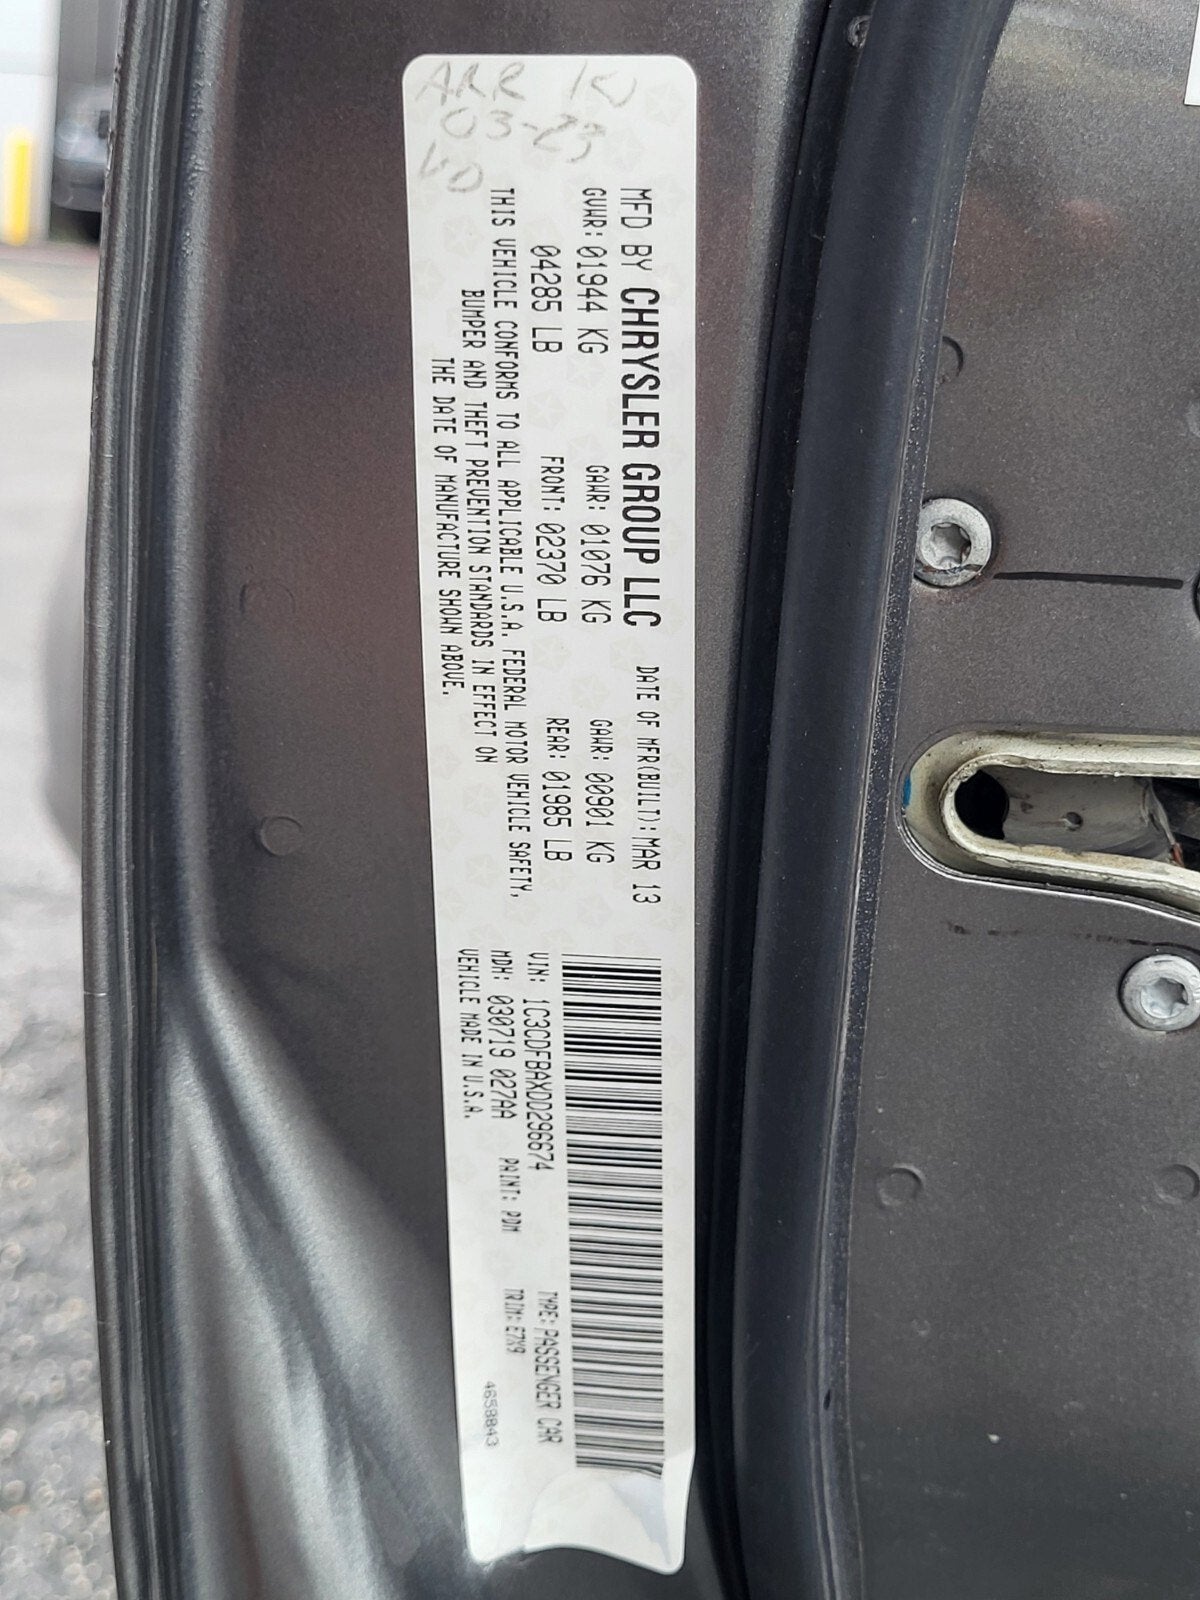 ARR
03-23
MFD BY CHRYSLER GROUP LLC DATE OF MFR(BUILT): MAR 13
GVWR: 01944 KG GAWR: 01076 KG GAWR: 00901 KG
04285 LB FRONT: 02370 LB REAR: 01985 LB
THIS VEHICLE CONFORMS TO ALL APPLICABLE U.S.A. FEDERAL MOTOR VEHICLE SAFETY,
BUMPER AND THEFT PREVENTION STANDARDS IN EFFECT ON
THE DATE OF MANUFACTURE SHOWN ABOVE.
VIN: 1C3CDFBAXDD296674 TYPE: PASSENGER CAR
MDH: 030719 027AA PAINT: PDM TRIM: E7X9
VEHICLE MADE IN U.S.A. 4658843